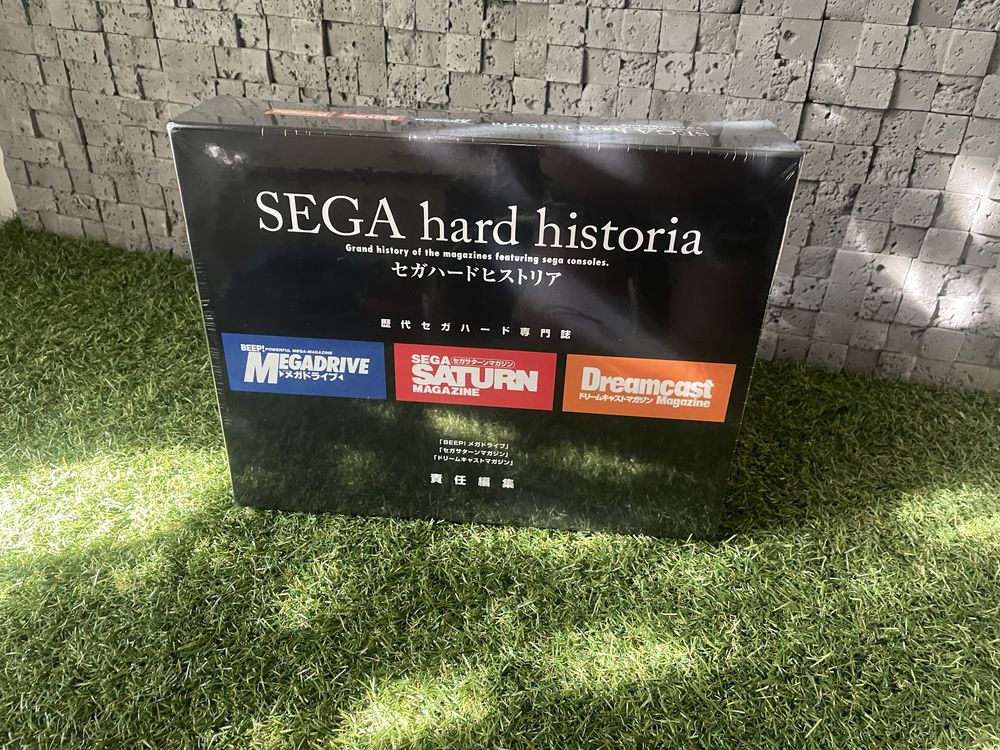 SEGA hard historia
Grand history of the magazines featuring sega consoles.
セガハードヒストリア
歴代セガハード専門誌
BEEP! POWERFUL MEGA-MAGAZINE
MEGADRIVE
メガドライブ
SEGA セガサターンマガジン
SATURN
MAGAZINE
Dreamcast
ドリームキャストマガジン Magazine
「BEEP! メガドライブ」
「セガサターンマガジン」
「ドリームキャストマガジン」
責任編集